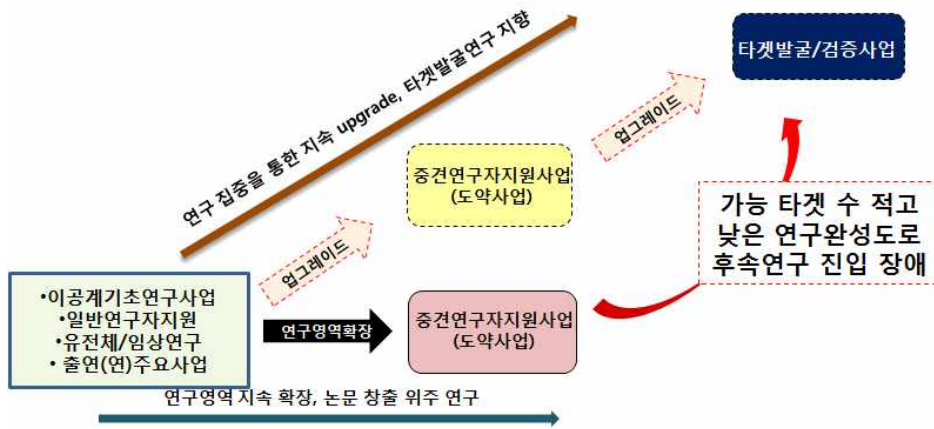 연구 집중을 통한 지속 upgrade, 타겟발굴연구 지향
타겟발굴/검증사업
업그레이드
중견연구자지원사업
(도약사업)
업그레이드
가능 타겟 수 적고
낮은 연구완성도로
후속연구 진입 장애
•이공계기초연구사업
•일반연구자지원
•유전체/임상연구
• 출연(연)주요사업
연구영역확장
중견연구자지원사업
(도약사업)
연구영역 지속 확장, 논문 창출 위주 연구